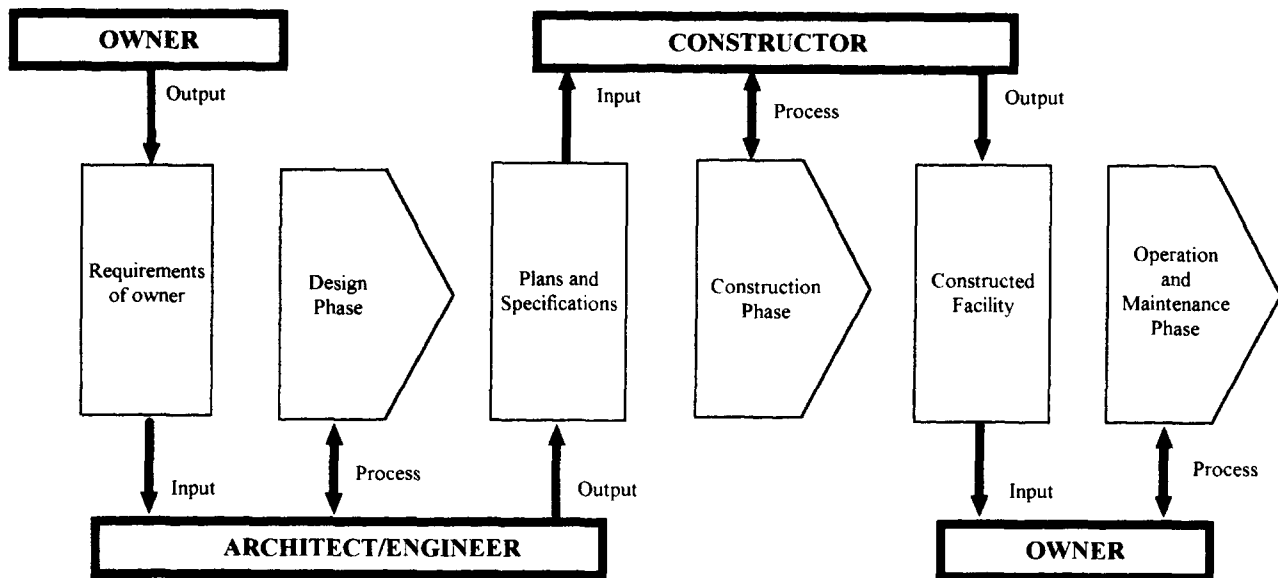 OWNER
CONSTRUCTOR
Output
Input
Process
Output
Requirements
of owner
Design
Phase
Plans and
Specifications
Construction
Phase
Constructed
Facility
Operation
and
Maintenance
Phase
Input
Process
Output
Input
Process
ARCHITECT/ENGINEER
OWNER